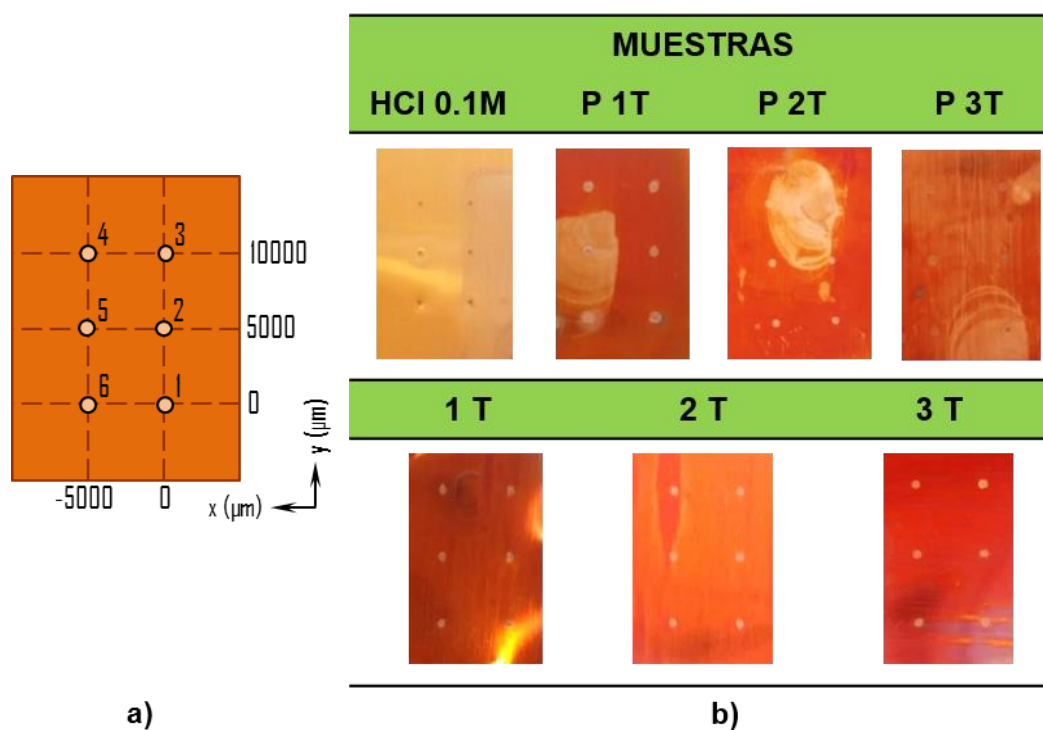 4 3
10000
5 2
5000
6 1
0
-5000 0
x (µm)
y (µm)
a)
MUESTRAS
HCl 0.1M P 1T P 2T P 3T
1 T 2 T 3 T
b)